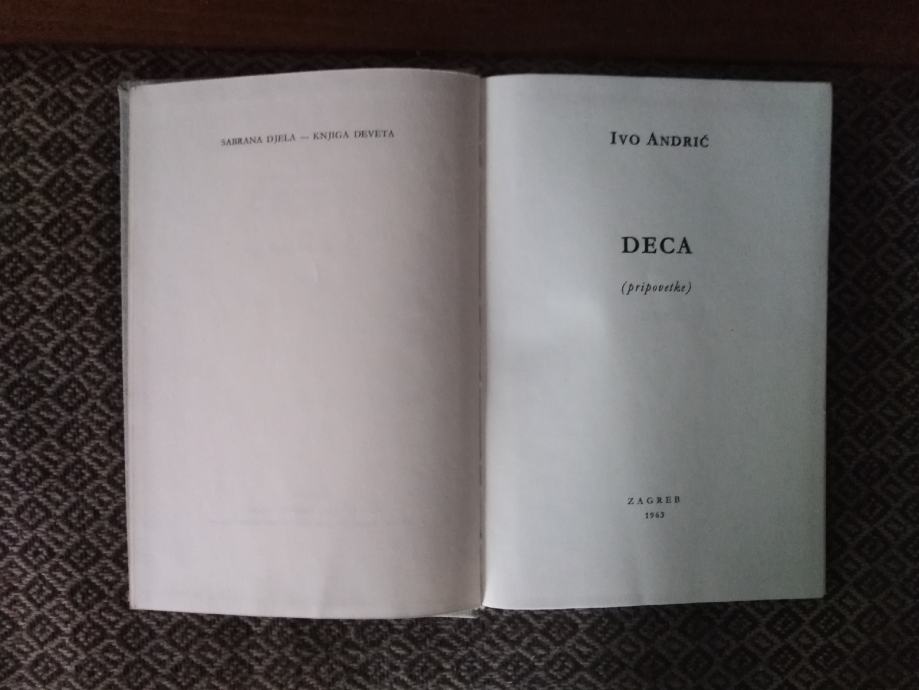 SABRANA DJELA — KNJIGA DEVETA
IVO ANDRIĆ
DECA
(pripovetke)
ZAGREB
1963